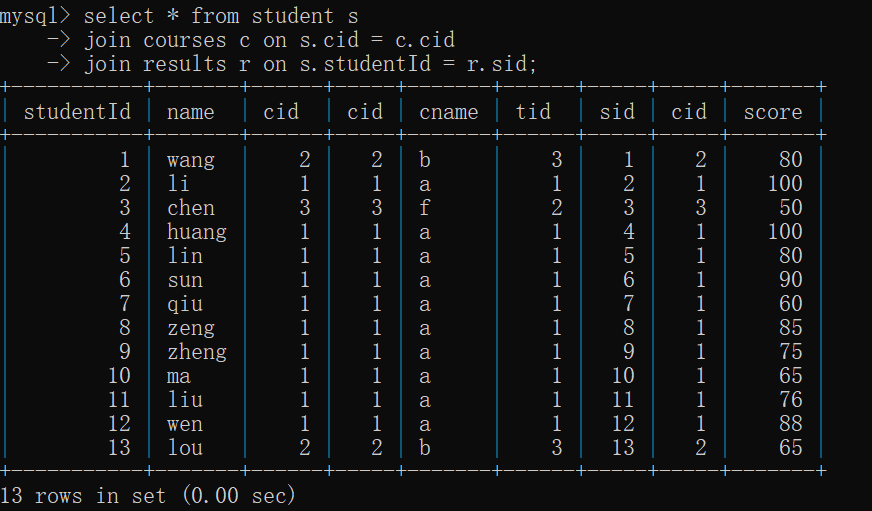 mysql> select * from student s
    -> join courses c on s.cid = c.cid
    -> join results r on s.studentId = r.sid;
+-----------+--------+------+------+-------+------+------+------+-------+
| studentId | name   | cid  | cid  | cname | tid  | sid  | cid  | score |
+-----------+--------+------+------+-------+------+------+------+-------+
|         1 | wang   |    2 |    2 | b     |    3 |    1 |    2 |    80 |
|         2 | li     |    1 |    1 | a     |    1 |    2 |    1 |   100 |
|         3 | chen   |    3 |    3 | f     |    2 |    3 |    3 |    50 |
|         4 | huang  |    1 |    1 | a     |    1 |    4 |    1 |   100 |
|         5 | lin    |    1 |    1 | a     |    1 |    5 |    1 |    80 |
|         6 | sun    |    1 |    1 | a     |    1 |    6 |    1 |    90 |
|         7 | qiu    |    1 |    1 | a     |    1 |    7 |    1 |    60 |
|         8 | zeng   |    1 |    1 | a     |    1 |    8 |    1 |    85 |
|         9 | zheng  |    1 |    1 | a     |    1 |    9 |    1 |    75 |
|        10 | ma     |    1 |    1 | a     |    1 |   10 |    1 |    65 |
|        11 | liu    |    1 |    1 | a     |    1 |   11 |    1 |    76 |
|        12 | wen    |    1 |    1 | a     |    1 |   12 |    1 |    88 |
|        13 | lou    |    2 |    2 | b     |    3 |   13 |    2 |    65 |
+-----------+--------+------+------+-------+------+------+------+-------+
13 rows in set (0.00 sec)